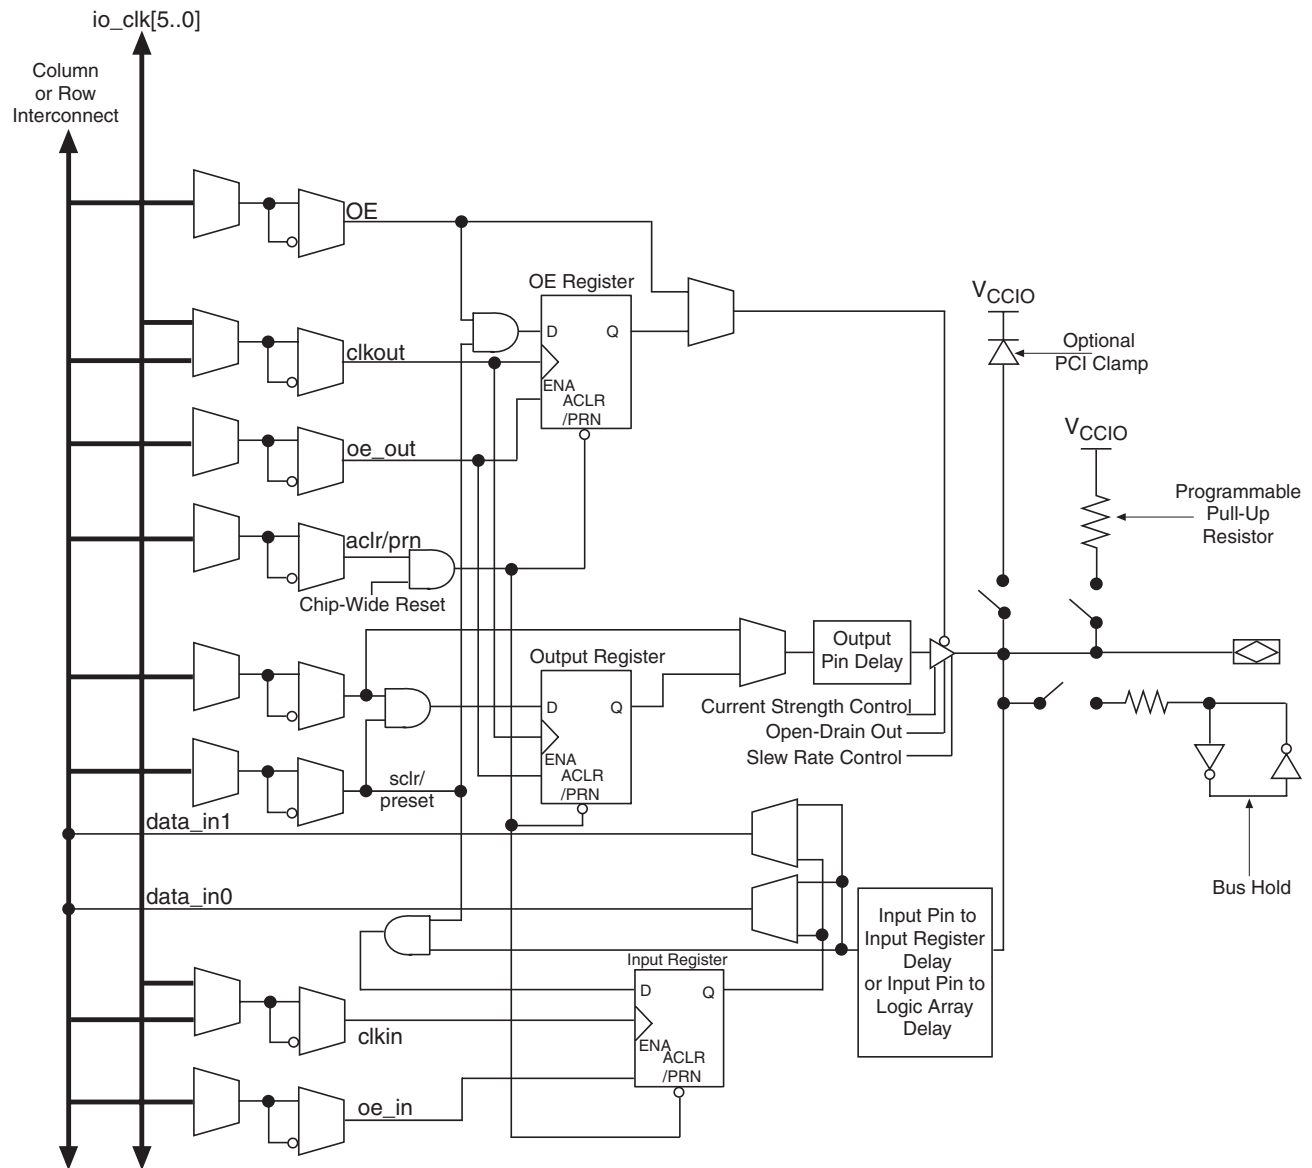 io_clk[5..0]
Column
or Row
Interconnect
OE
OE Register
D
Q
ENA
ACLR
/PRN
clkout
oe_out
aclr/prn
Chip-Wide Reset
VCCIO
Optional
PCI Clamp
VCCIO
Programmable
Pull-Up
Resistor
Output Register
D
Q
ENA
ACLR
/PRN
Output
Pin Delay
Current Strength Control
Open-Drain Out
Slew Rate Control
sclr/
preset
data_in1
data_in0
Bus Hold
Input Pin to
Input Register
Delay
or Input Pin to
Logic Array
Delay
Input Register
D
Q
ENA
ACLR
/PRN
clkin
oe_in